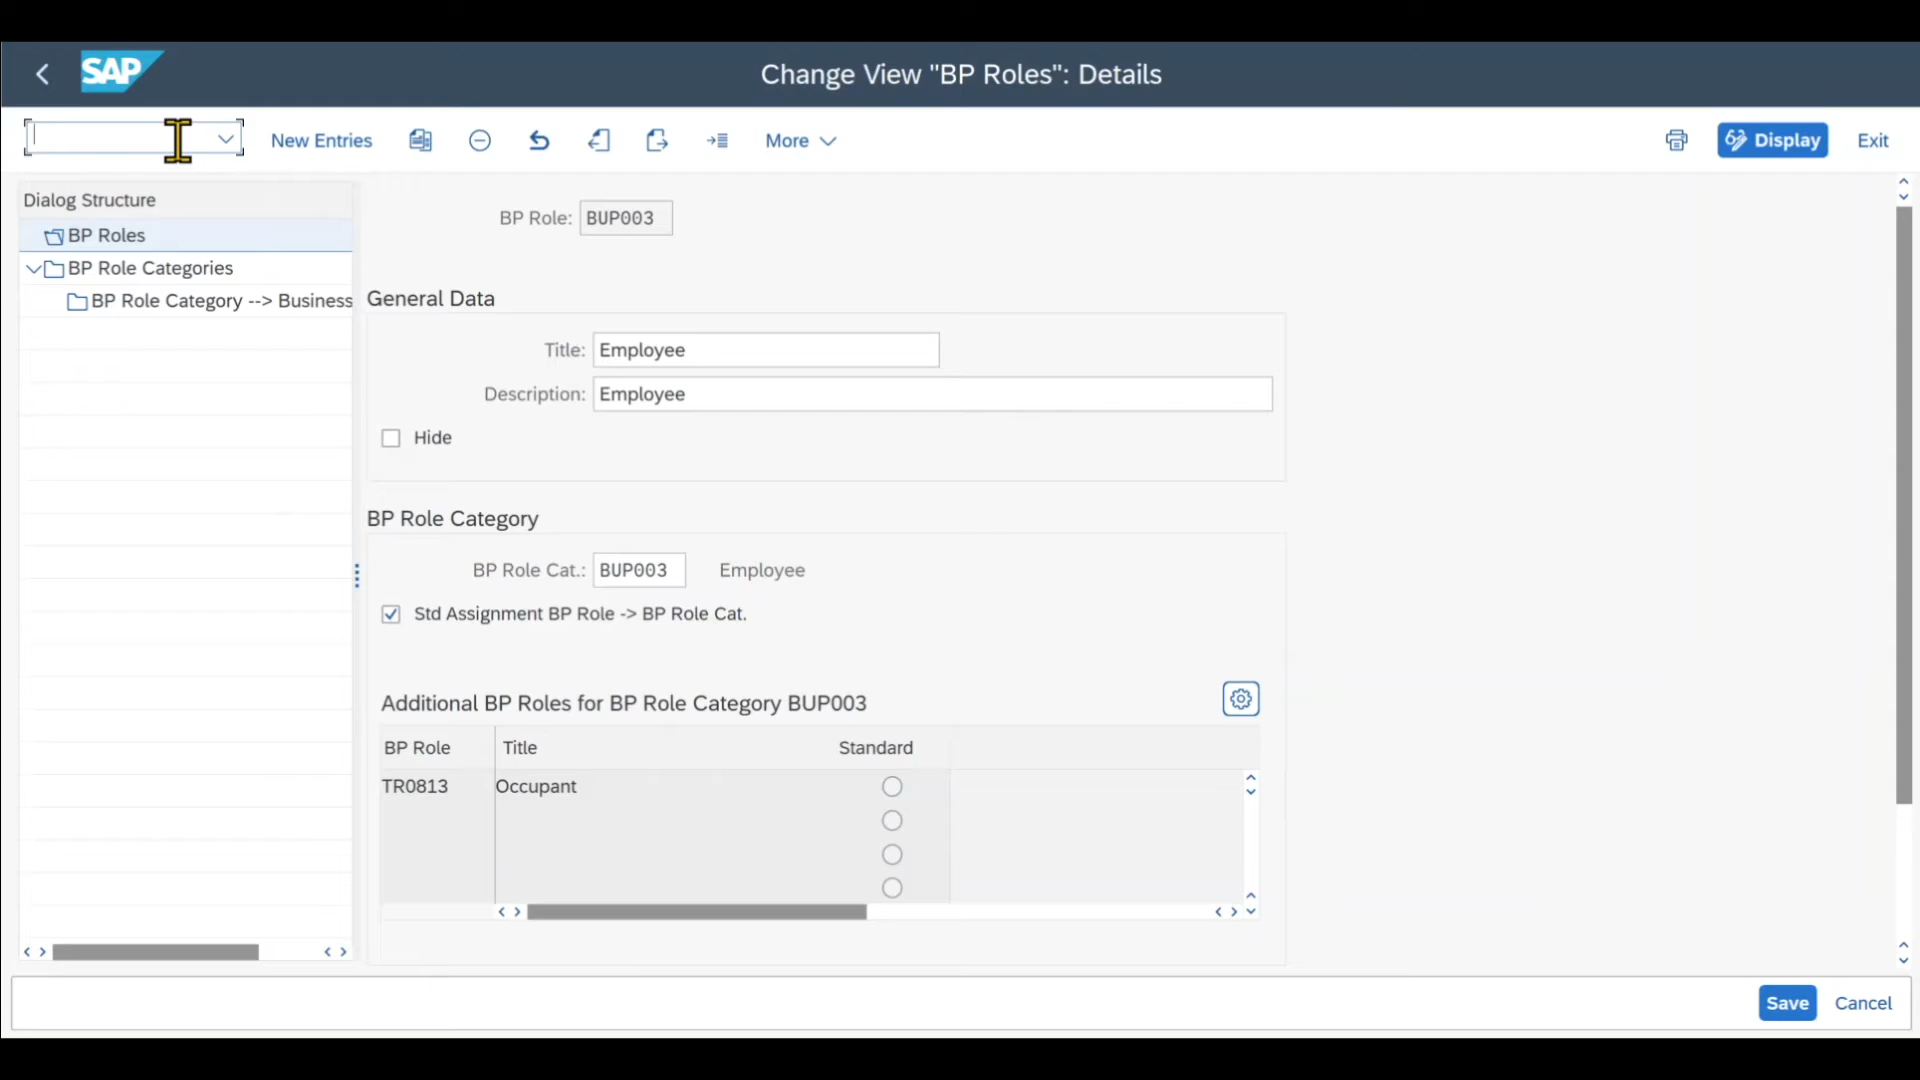 SAP
Change View "BP Roles": Details
New Entries
More
Display
Exit
Dialog Structure
BP Roles
BP Role Categories
BP Role Category --> Business
BP Role: BUP003
General Data
Title: Employee
Description: Employee
Hide
BP Role Category
BP Role Cat.: BUP003 Employee
Std Assignment BP Role -> BP Role Cat.
Additional BP Roles for BP Role Category BUP003
BP Role Title Standard
TR0813 Occupant
Save Cancel